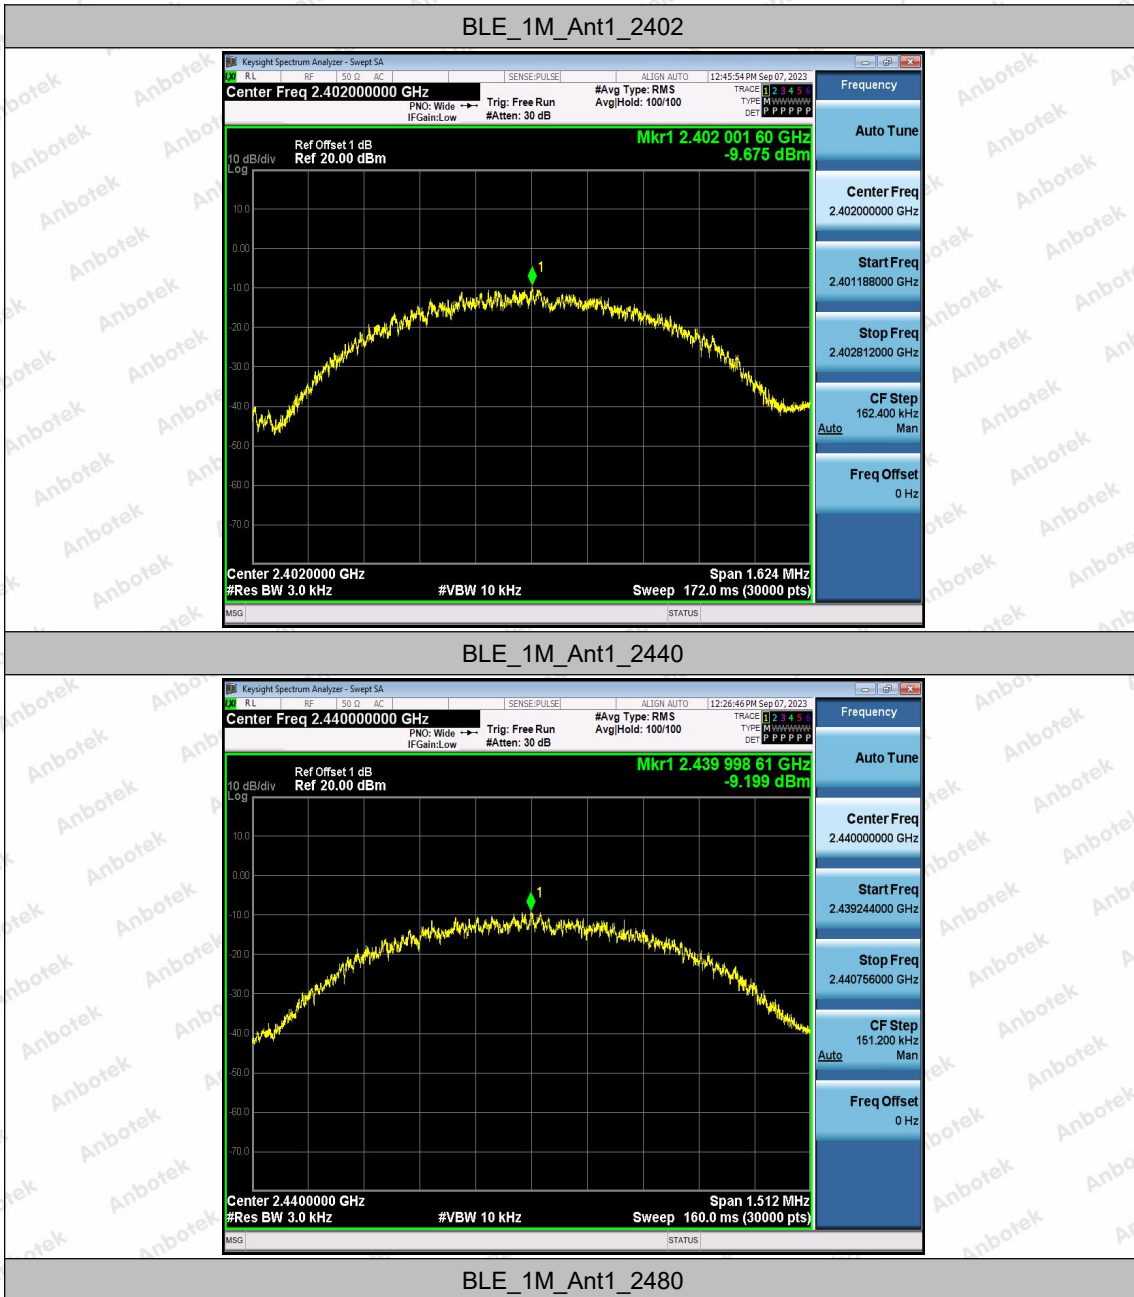 BLE_1M_Ant1_2402
Keysight Spectrum Analyzer - Swept SA
LXI RL RF 50 Ω AC SENSE:PULSE ALIGN AUTO 12:45:54 PM Sep 07, 2023
Center Freq 2.402000000 GHz
PNO: Wide
IFGain:Low
Trig: Free Run
#Atten: 30 dB
#Avg Type: RMS
Avg|Hold: 100/100
TRACE 1 2 3 4 5 6
TYPE M W W W W W
DET P P P P P P
Frequency
Auto Tune
Center Freq
2.402000000 GHz
Start Freq
2.401188000 GHz
Stop Freq
2.402812000 GHz
CF Step
162.400 kHz
Auto Man
Freq Offset
0 Hz
Mkr1 2.402 001 60 GHz
-9.675 dBm
Ref Offset 1 dB
10 dB/div Ref 20.00 dBm
Log
10.0
0.00
-10.0
-20.0
-30.0
-40.0
-50.0
-60.0
-70.0
1
Center 2.4020000 GHz Span 1.624 MHz
#Res BW 3.0 kHz #VBW 10 kHz Sweep 172.0 ms (30000 pts)
MSG STATUS
BLE_1M_Ant1_2440
Keysight Spectrum Analyzer - Swept SA
LXI RL RF 50 Ω AC SENSE:PULSE ALIGN AUTO 12:26:46 PM Sep 07, 2023
Center Freq 2.440000000 GHz
PNO: Wide
IFGain:Low
Trig: Free Run
#Atten: 30 dB
#Avg Type: RMS
Avg|Hold: 100/100
TRACE 1 2 3 4 5 6
TYPE M W W W W W
DET P P P P P P
Frequency
Auto Tune
Center Freq
2.440000000 GHz
Start Freq
2.439244000 GHz
Stop Freq
2.440756000 GHz
CF Step
151.200 kHz
Auto Man
Freq Offset
0 Hz
Mkr1 2.439 998 61 GHz
-9.199 dBm
Ref Offset 1 dB
10 dB/div Ref 20.00 dBm
Log
10.0
0.00
-10.0
-20.0
-30.0
-40.0
-50.0
-60.0
-70.0
1
Center 2.4400000 GHz Span 1.512 MHz
#Res BW 3.0 kHz #VBW 10 kHz Sweep 160.0 ms (30000 pts)
MSG STATUS
BLE_1M_Ant1_2480
Anbotek